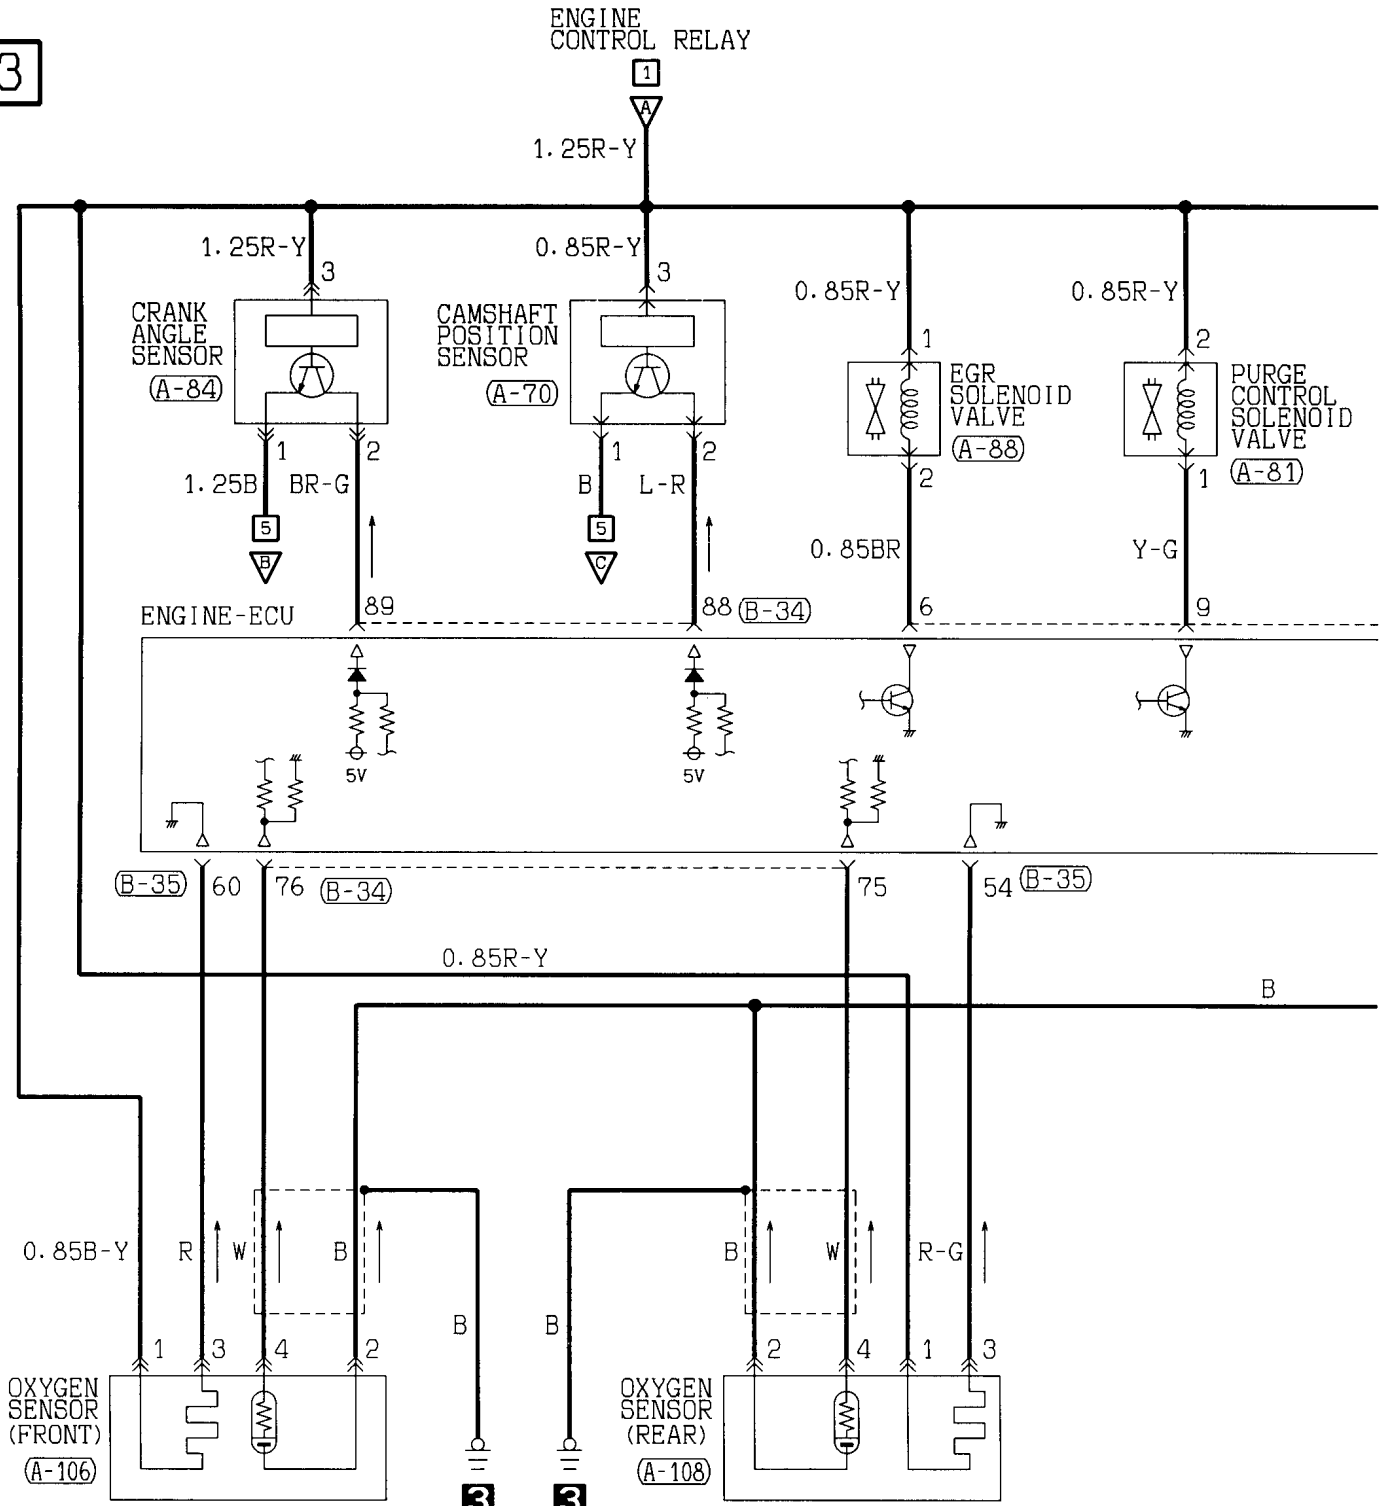 ENGINE
CONTROL RELAY
3
1
A
1.25R-Y
1.25R-Y
0.85R-Y
0.85R-Y
0.85R-Y
3
3
1
2
CRANK
ANGLE
SENSOR
A-84
CAMSHAFT
POSITION
SENSOR
A-70
EGR
SOLENOID
VALVE
A-88
PURGE
CONTROL
SOLENOID
VALVE
A-81
1
2
1
2
2
1
1.25B
BR-G
B
L-R
5
B
5
C
0.85BR
Y-G
ENGINE-ECU
89
88
B-34
6
9
5V
5V
B-35
60
76
B-34
75
54
B-35
0.85R-Y
B
0.85B-Y
R
W
B
B
W
R-G
B
B
1
3
4
2
2
4
1
3
OXYGEN
SENSOR
(FRONT)
A-106
OXYGEN
SENSOR
(REAR)
A-108
3
3